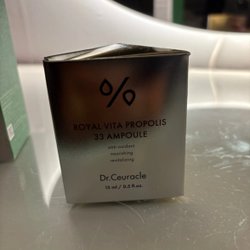 %
ROYAL VITA PROPOLIS
33 AMPOULE
anti-oxidant
nourishing
revitalizing
Dr.Ceuracle
15 ml / 0.5 fl.oz.